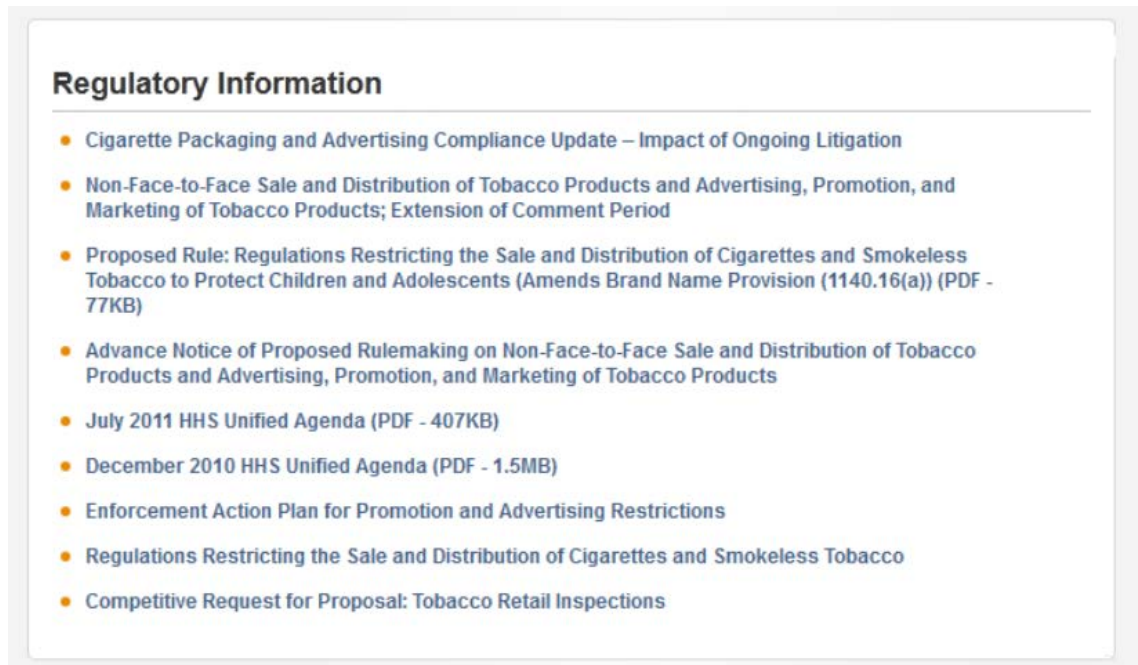 Regulatory Information
Cigarette Packaging and Advertising Compliance Update – Impact of Ongoing Litigation
Non-Face-to-Face Sale and Distribution of Tobacco Products and Advertising, Promotion, and
Marketing of Tobacco Products; Extension of Comment Period
Proposed Rule: Regulations Restricting the Sale and Distribution of Cigarettes and Smokeless
Tobacco to Protect Children and Adolescents (Amends Brand Name Provision (1140.16(a)) (PDF -
77KB)
Advance Notice of Proposed Rulemaking on Non-Face-to-Face Sale and Distribution of Tobacco
Products and Advertising, Promotion, and Marketing of Tobacco Products
July 2011 HHS Unified Agenda (PDF - 407KB)
December 2010 HHS Unified Agenda (PDF - 1.5MB)
Enforcement Action Plan for Promotion and Advertising Restrictions
Regulations Restricting the Sale and Distribution of Cigarettes and Smokeless Tobacco
Competitive Request for Proposal: Tobacco Retail Inspections